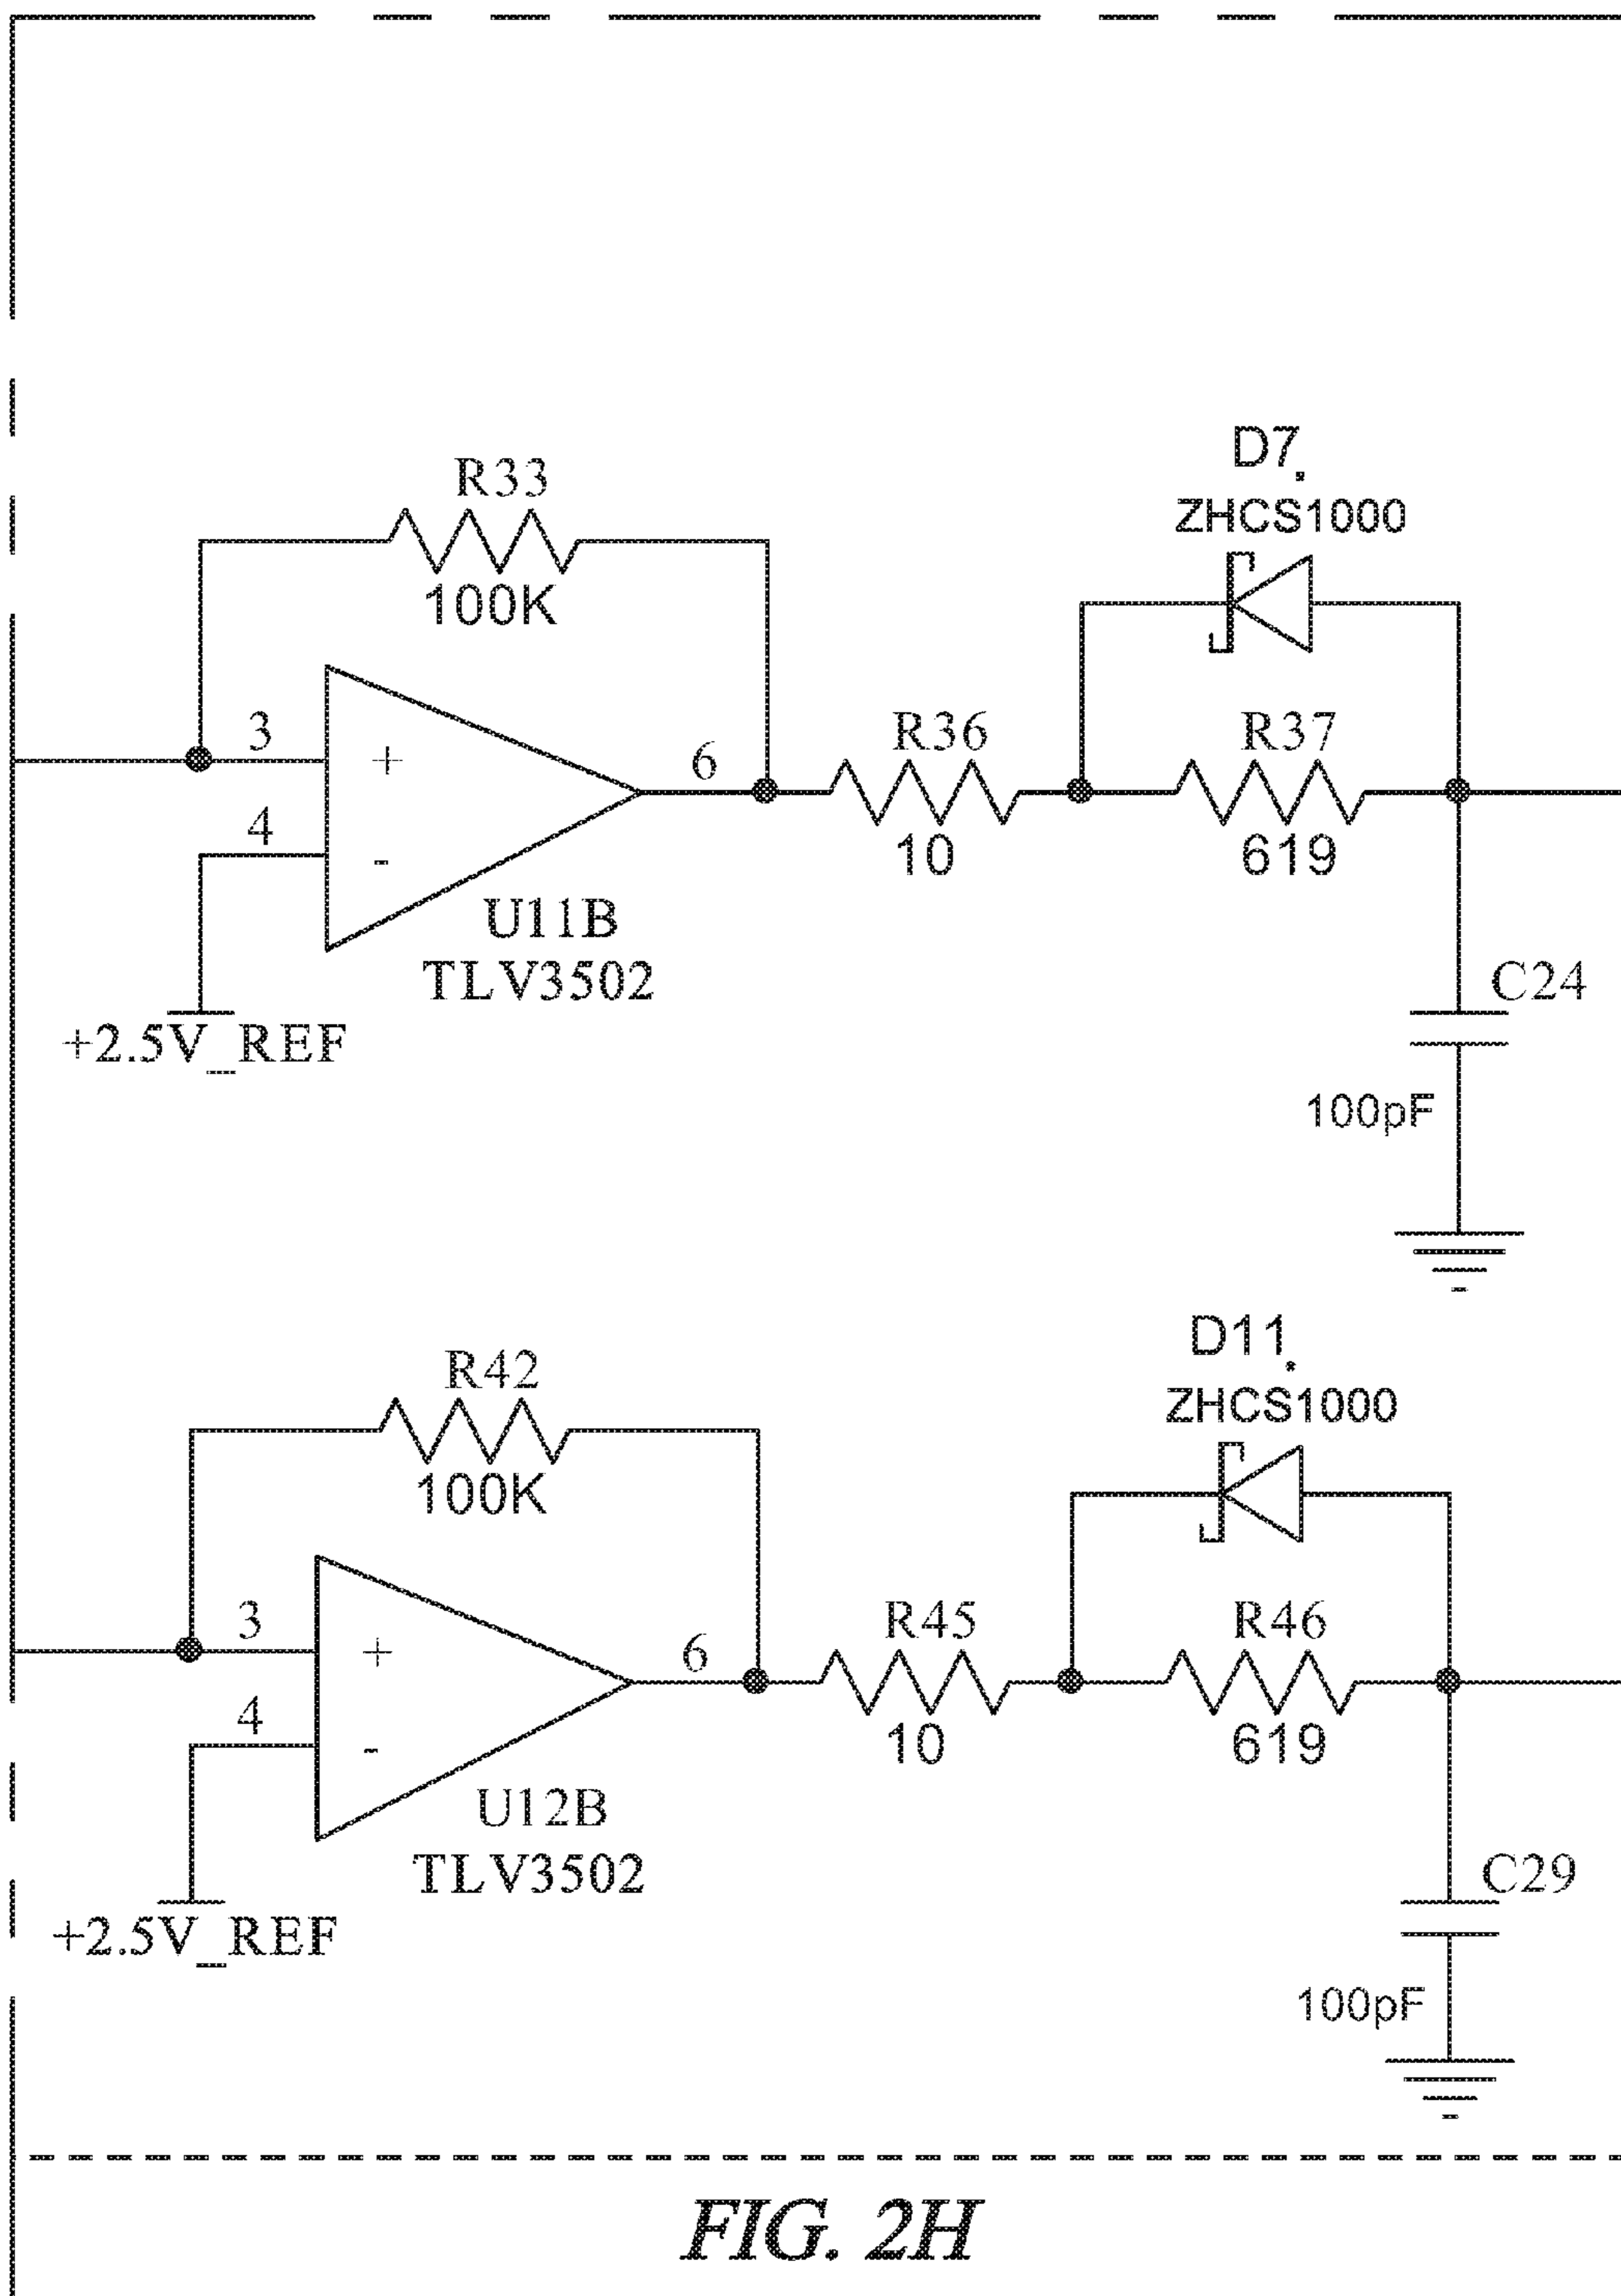 D7.
ZHCS1000
R33
100K
3
+
4
-
6
R36
10
R37
619
U11B
TLV3502
+2.5V_REF
C24
100pF
D11.
ZHCS1000
R42
100K
3
+
4
-
6
R45
10
R46
619
U12B
TLV3502
+2.5V_REF
C29
100pF
FIG. 2H